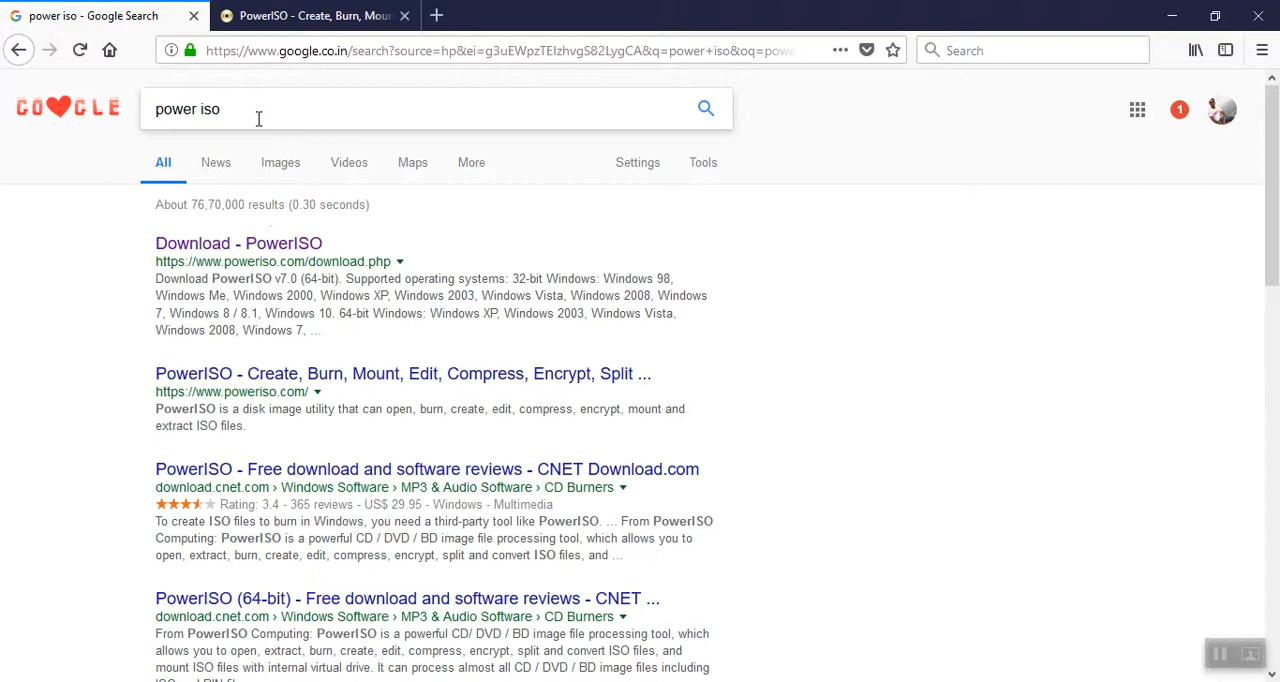 power iso - Google Search
PowerISO - Create, Burn, Moun
https://www.google.co.in/search?source=hp&ei=g3uEWpzTEIzhvgS82LygCA&q=power+iso&oq=powe
Search
GO CLE
power iso
1
All News Images Videos Maps More Settings Tools
About 76,70,000 results (0.30 seconds)
Download - PowerISO
https://www.poweriso.com/download.php
Download PowerISO v7.0 (64-bit). Supported operating systems: 32-bit Windows: Windows 98,
Windows Me, Windows 2000, Windows XP, Windows 2003, Windows Vista, Windows 2008, Windows
7, Windows 8 / 8.1, Windows 10. 64-bit Windows: Windows XP, Windows 2003, Windows Vista,
Windows 2008, Windows 7, ...
PowerISO - Create, Burn, Mount, Edit, Compress, Encrypt, Split ...
https://www.poweriso.com/
PowerISO is a disk image utility that can open, burn, create, edit, compress, encrypt, mount and
extract ISO files.
PowerISO - Free download and software reviews - CNET Download.com
download.cnet.com › Windows Software › MP3 & Audio Software › CD Burners
Rating: 3.4 - 365 reviews - US$ 29.95 - Windows - Multimedia
To create ISO files to burn in Windows, you need a third-party tool like PowerISO. ... From PowerISO
Computing: PowerISO is a powerful CD / DVD / BD image file processing tool, which allows you to
open, extract, burn, create, edit, compress, encrypt, split and convert ISO files, and ...
PowerISO (64-bit) - Free download and software reviews - CNET ...
download.cnet.com › Windows Software › MP3 & Audio Software › CD Burners
From PowerISO Computing: PowerISO is a powerful CD/ DVD / BD image file processing tool, which
allows you to open, extract, burn, create, edit, compress, encrypt, split and convert ISO files, and
mount ISO files with internal virtual drive. It can process almost all CD / DVD / BD image files including